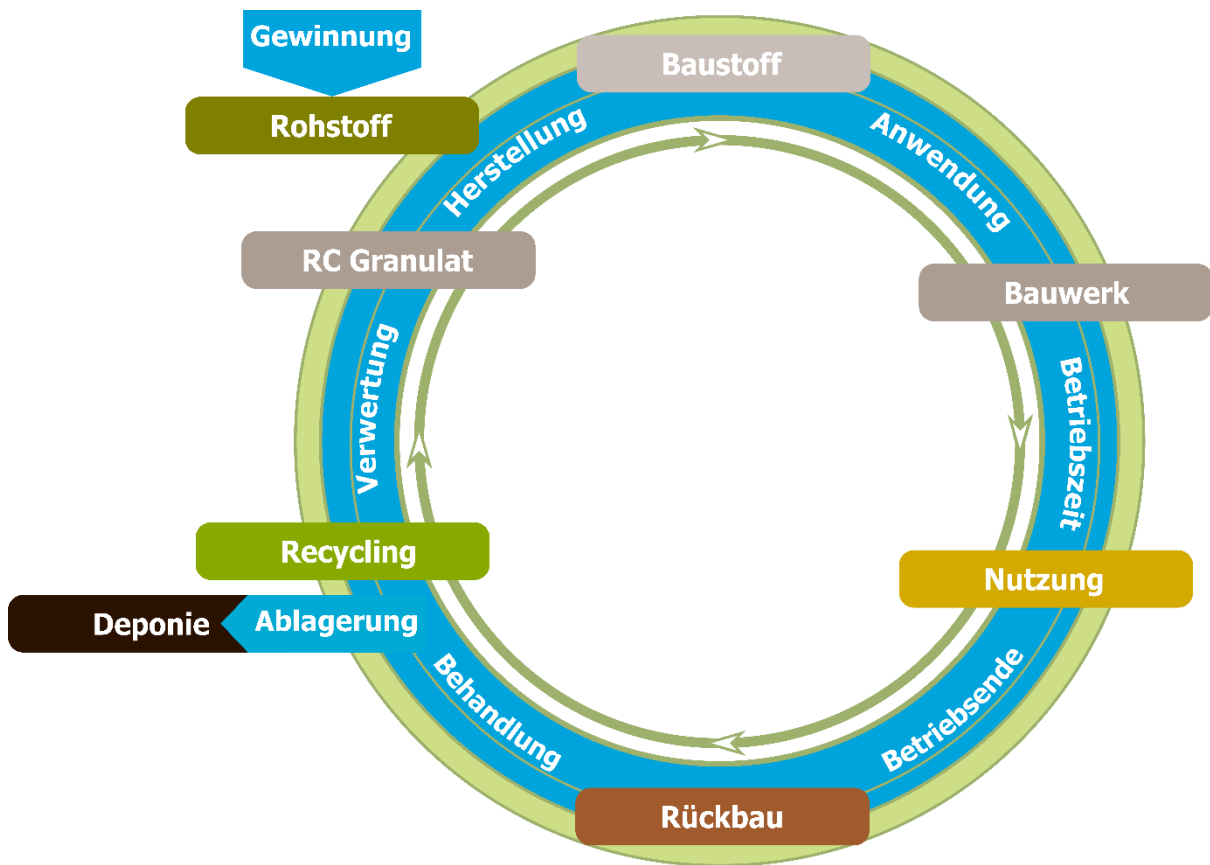 Gewinnung
Rohstoff
Baustoff
Herstellung
Anwendung
RC Granulat
Bauwerk
Verwertung
Betriebszeit
Recycling
Nutzung
Deponie
Ablagerung
Behandlung
Betriebsende
Rückbau